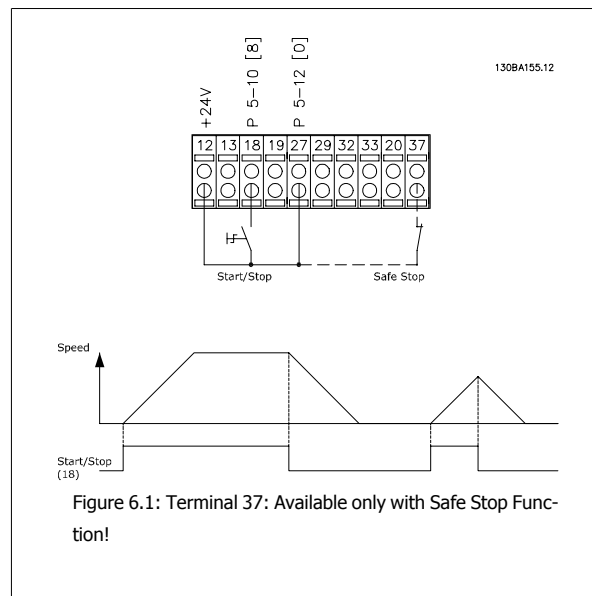 130BA155.12
+24V
P 5-10 [8]
P 5-12 [0]
12 13 18 19 27 29 32 33 20 37
Start/Stop
Safe Stop
Speed
Start/Stop
(18)
Figure 6.1: Terminal 37: Available only with Safe Stop Func-
tion!